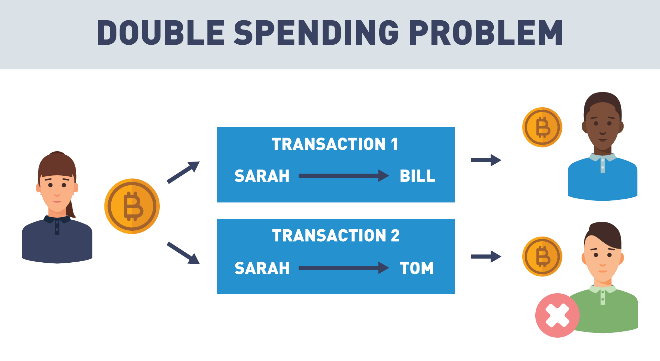 DOUBLE SPENDING PROBLEM
TRANSACTION 1
SARAH BILL
TRANSACTION 2
SARAH TOM